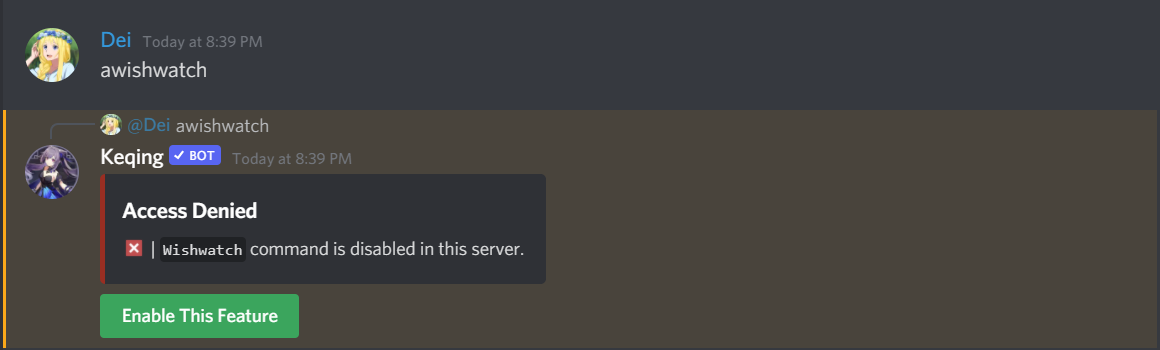 Dei Today at 8:39 PM
awishwatch
@Dei awishwatch
Keqing ✓ BOT Today at 8:39 PM
Access Denied
❌ | Wishwatch command is disabled in this server.
Enable This Feature